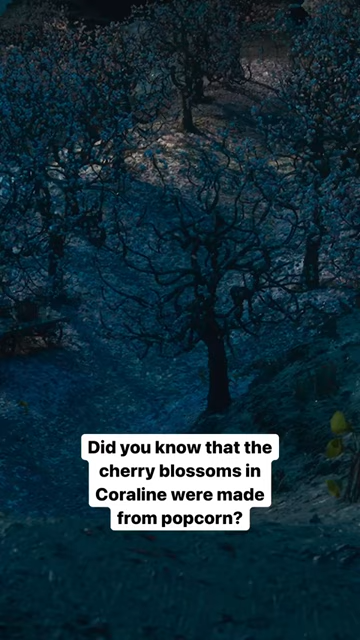 Did you know that the
cherry blossoms in
Coraline were made
from popcorn?